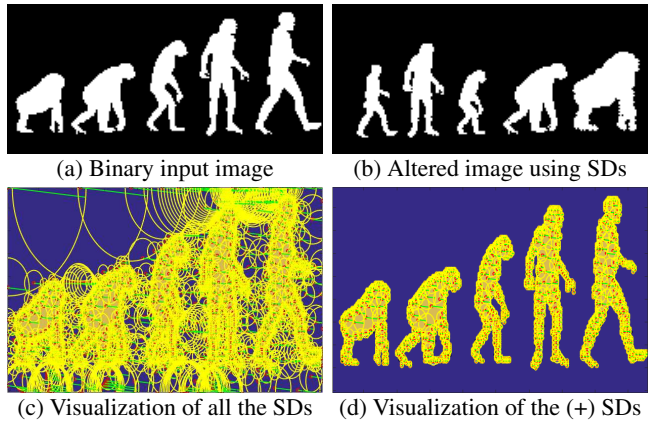 (a) Binary input image
(b) Altered image using SDs
(c) Visualization of all the SDs
(d) Visualization of the (+) SDs